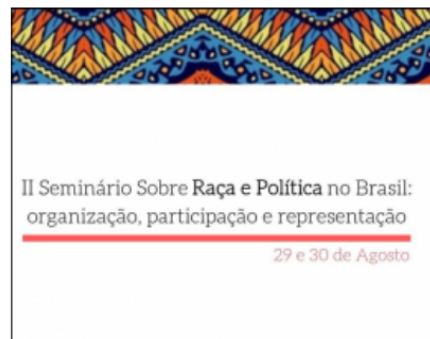 II Seminário Sobre Raça e Política no Brasil:
organização, participação e representação
29 e 30 de Agosto